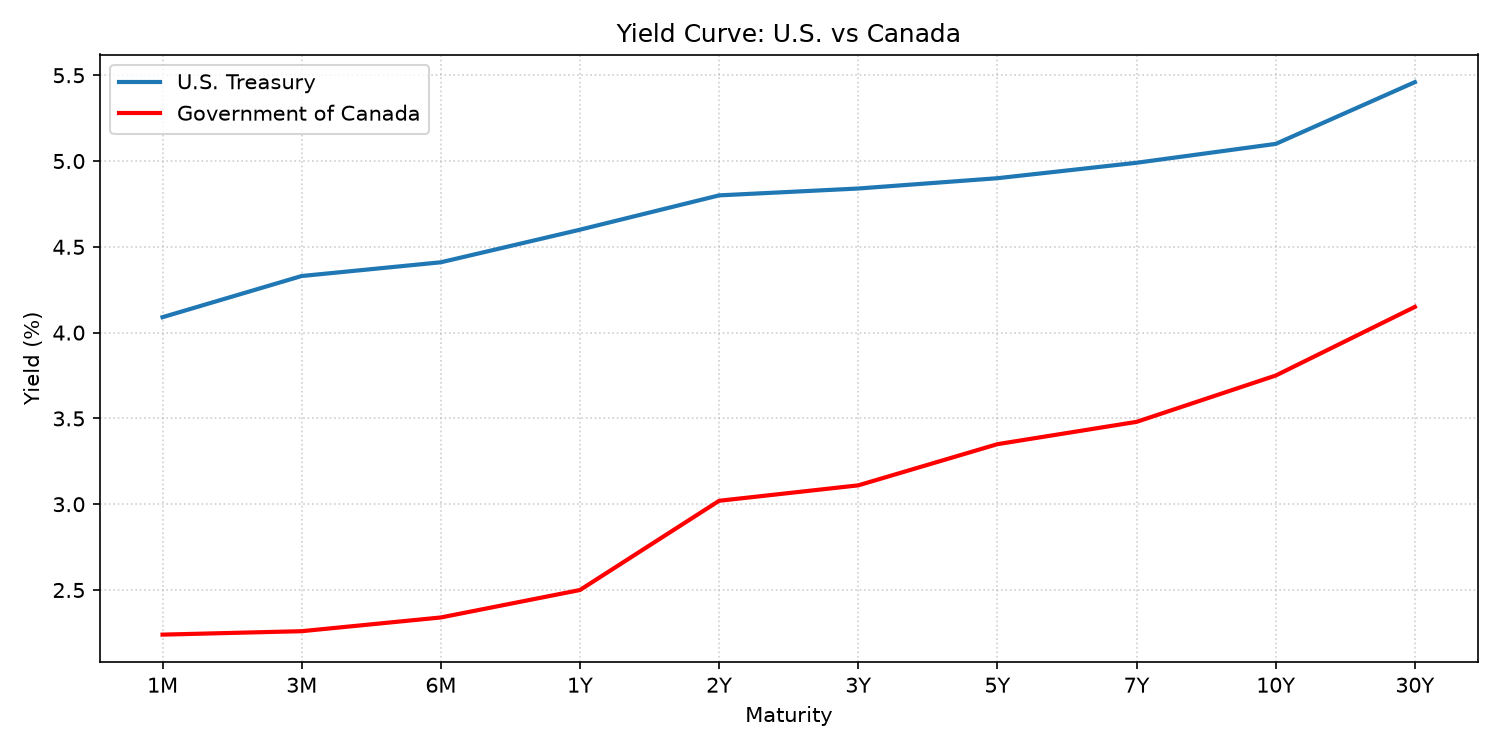 Yield Curve: U.S. vs Canada
U.S. Treasury
Government of Canada
5.5
5.0
4.5
4.0
3.5
3.0
2.5
Yield (%)
1M 3M 6M 1Y 2Y 3Y 5Y 7Y 10Y 30Y
Maturity